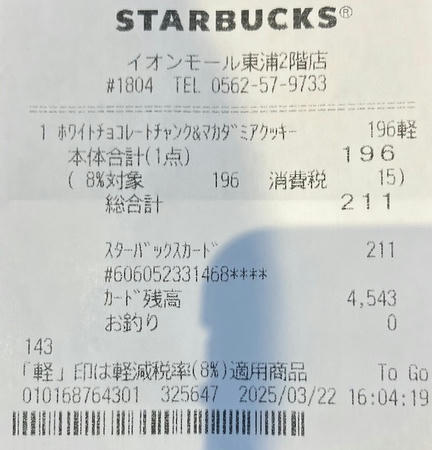 STARBUCKS®
イオンモール東浦2階店
#1804 TEL 0562-57-9733
1 ホワイトチョコレートチャンク&マカダミアクッキー 196軽
本体合計(1点) 196
( 8%対象 196 消費税 15)
総合計 211
スターバックスカード 211
#606052331468****
カード残高 4,543
お釣り 0
143
「軽」印は軽減税率(8%)適用商品 To Go
010168764301 325647 2025/03/22 16:04:19